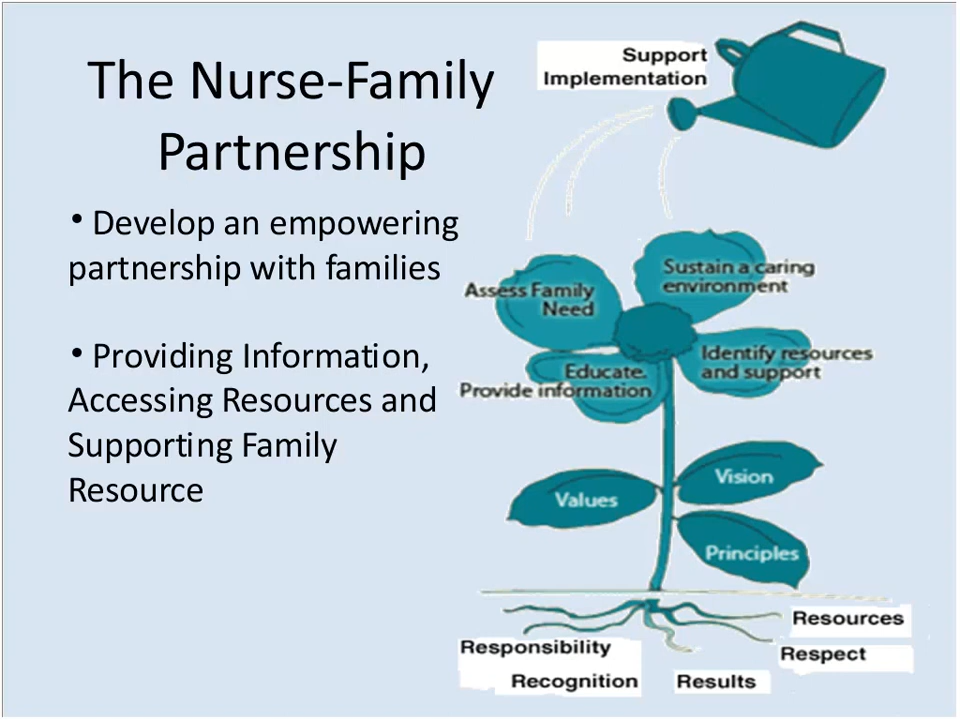 The Nurse-Family
Partnership
• Develop an empowering
partnership with families
• Providing Information,
Accessing Resources and
Supporting Family
Resource
Support
Implementation
Sustain a caring
environment
Assess Family
Need
Identify resources
and support
Educate.
Provide information
Values
Vision
Principles
Resources
Responsibility
Respect
Recognition
Results